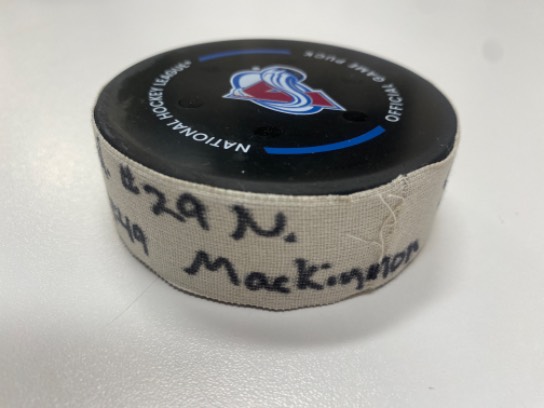 NATIONAL HOCKEY LEAGUE
OFFICIAL GAME PUCK
#29 N.
Mackinnon